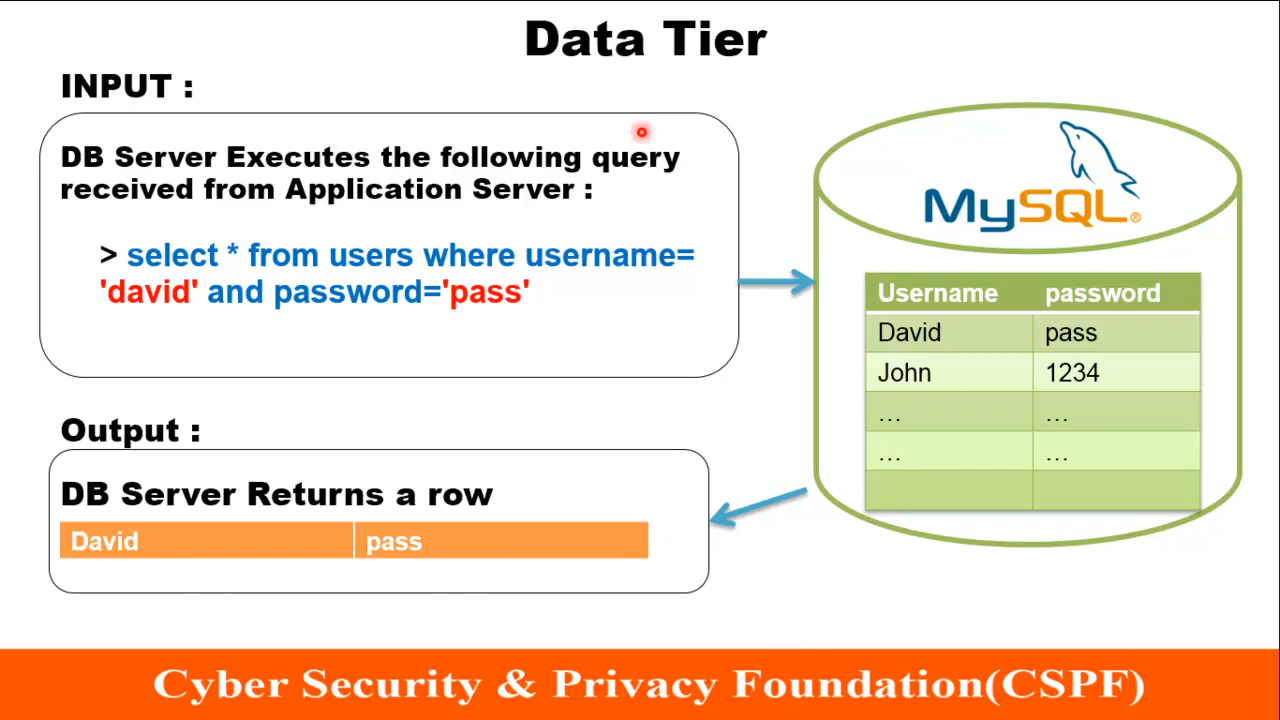 Data Tier
INPUT :
DB Server Executes the following query
received from Application Server :
> select * from users where username=
'david' and password='pass'
MySQL®
Username password
David pass
John 1234
... ...
... ...
Output :
DB Server Returns a row
David pass
Cyber Security & Privacy Foundation(CSPF)